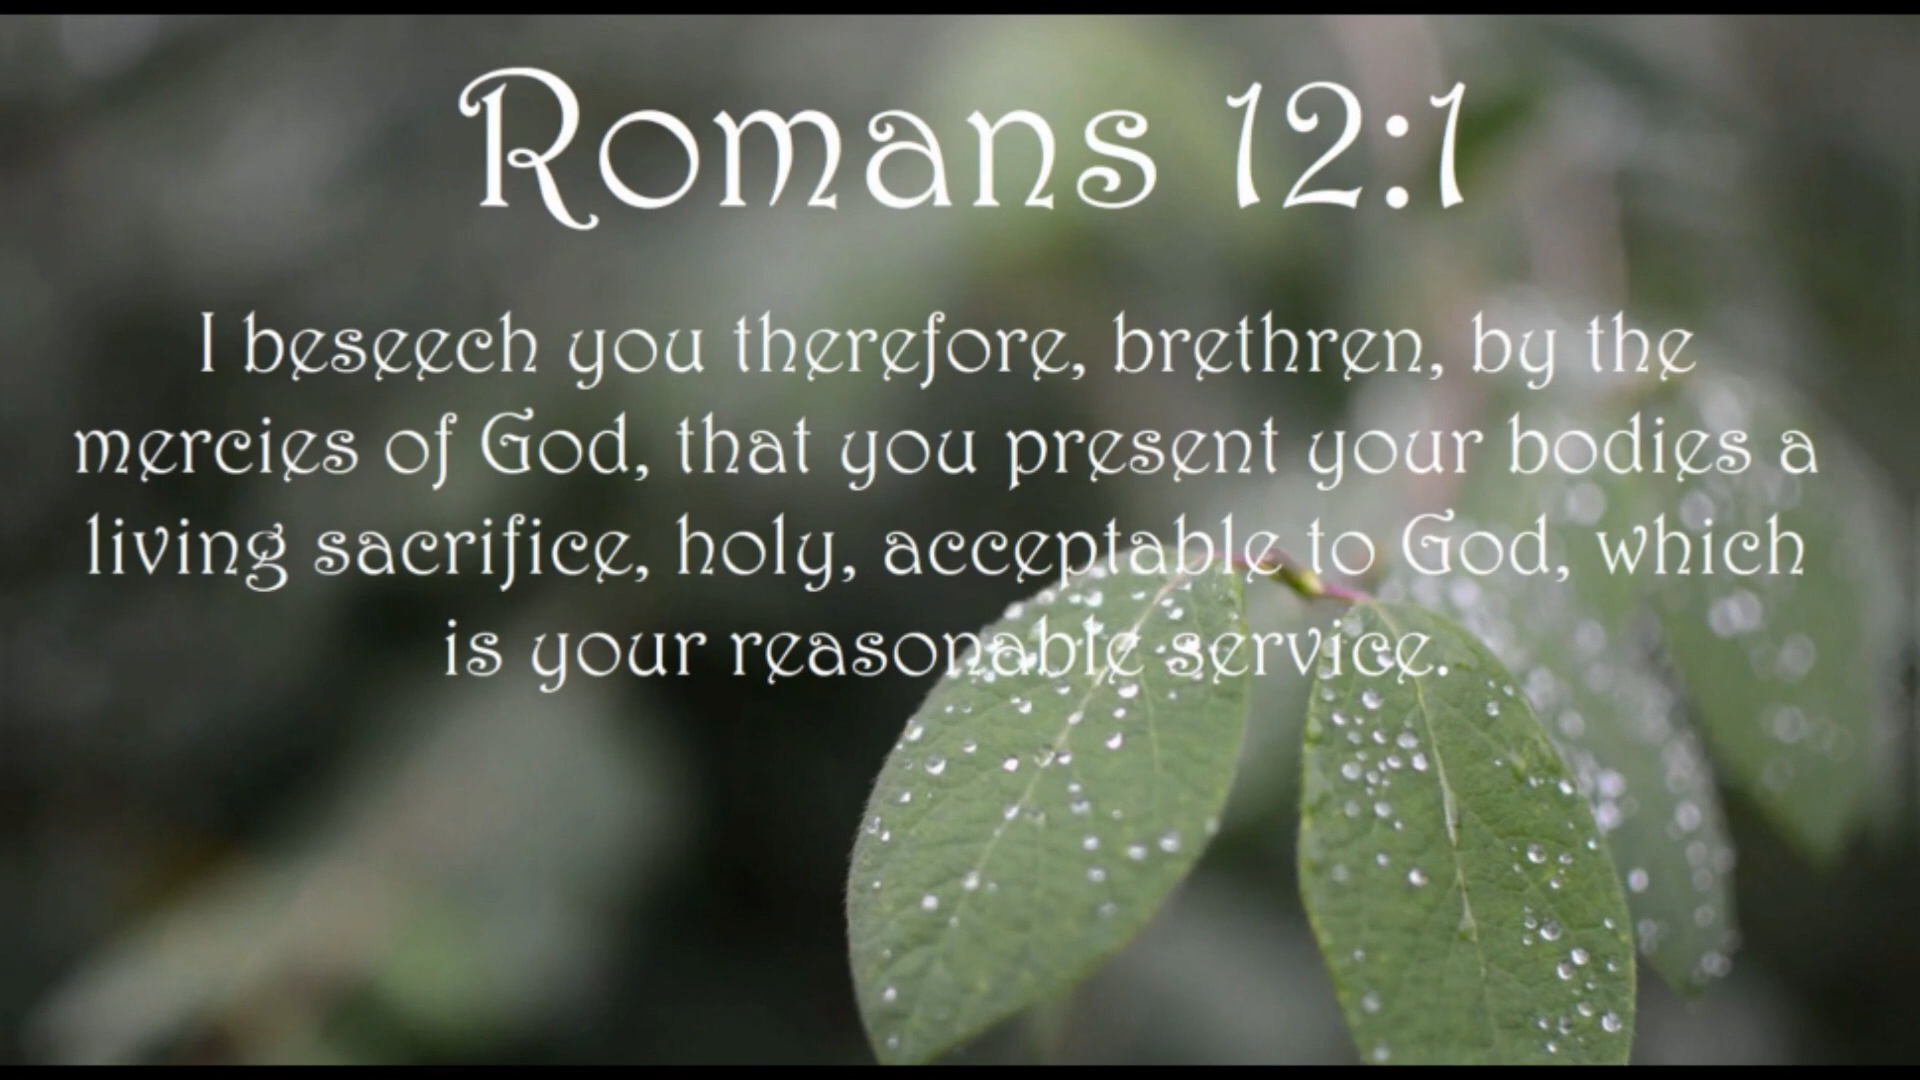 Romans 12:1
I beseech you therefore, brethren, by the
mercies of God, that you present your bodies a
living sacrifice, holy, acceptable to God, which
is your reasonable service.